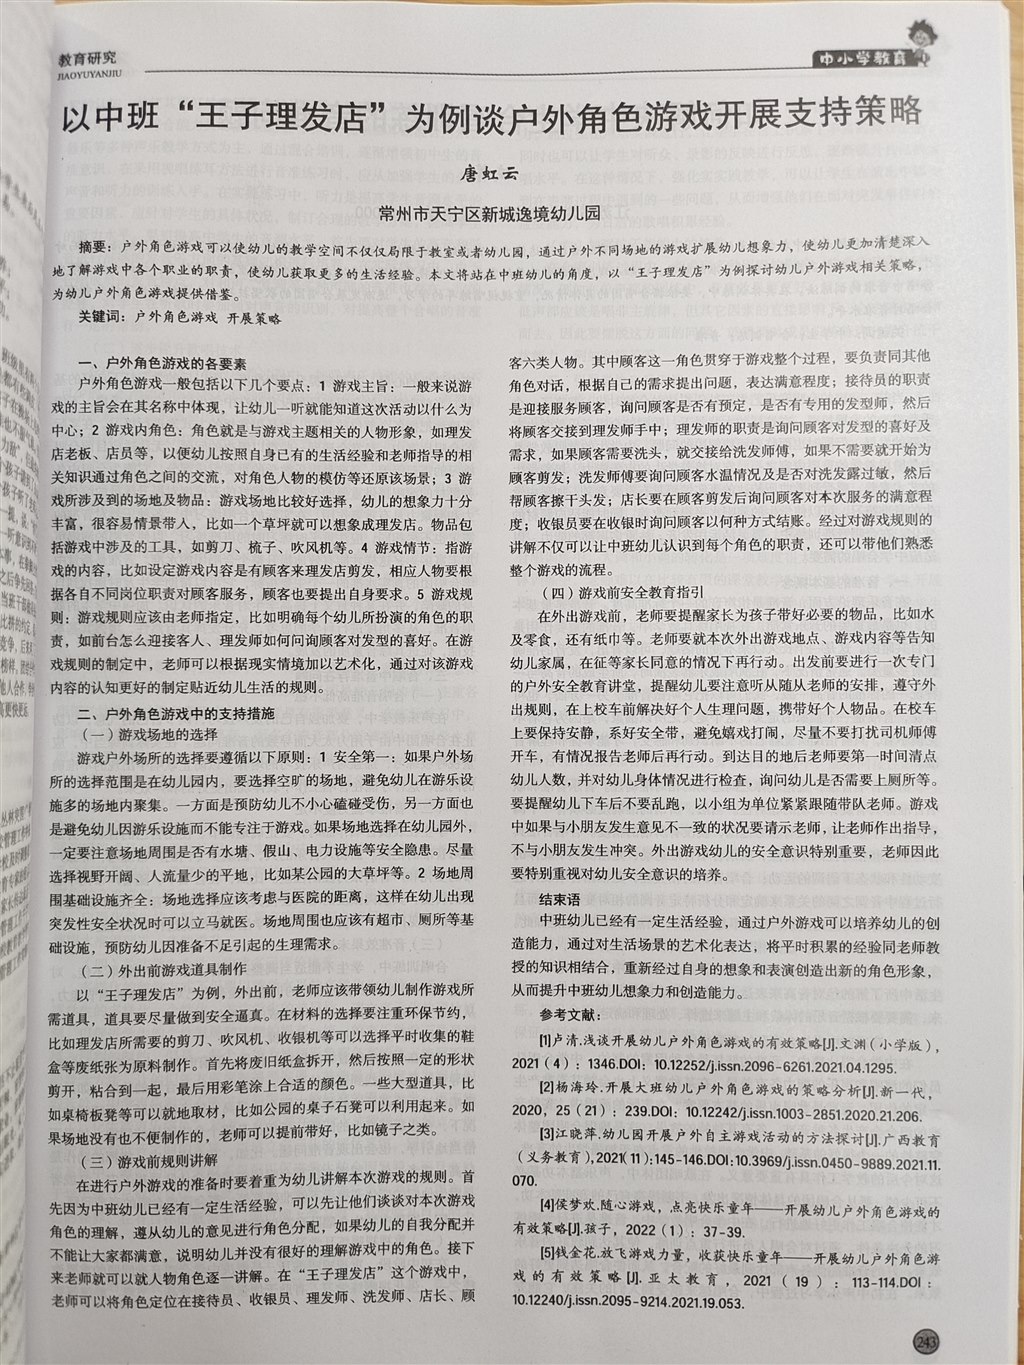 教育研究
JIAOYUYANJIU
中小学教育
以中班“王子理发店”为例谈户外角色游戏开展支持策略
唐虹云
常州市天宁区新城逸境幼儿园
摘要：户外角色游戏可以使幼儿的教学空间不仅仅局限于教室或者幼儿园，通过户外不同场地的游戏扩展幼儿想象力，使幼儿更加清楚深入
地了解游戏中各个职业的职责，使幼儿获取更多的生活经验。本文将站在中班幼儿的角度，以“王子理发店”为例探讨幼儿户外游戏相关策略，
为幼儿户外角色游戏提供借鉴。
关键词：户外角色游戏 开展策略
一、户外角色游戏的各要素
户外角色游戏一般包括以下几个要点：1 游戏主旨：一般来说游
戏的主旨会在其名称中体现，让幼儿一听就能知道这次活动以什么为
中心；2 游戏内角色：角色就是与游戏主题相关的人物形象，如理发
店老板、店员等，以便幼儿按照自身已有的生活经验和老师指导的相
关知识通过角色之间的交流，对角色人物的模仿等还原该场景；3 游
戏所涉及到的场地及物品：游戏场地比较好选择，幼儿的想象力十分
丰富，很容易情景带入，比如一个草坪就可以想象成理发店。物品包
括游戏中涉及的工具，如剪刀、梳子、吹风机等。4 游戏情节：指游
戏的内容，比如设定游戏内容是有顾客来理发店剪发，相应人物要根
据各自不同岗位职责对顾客服务，顾客也要提出自身要求。5 游戏规
则：游戏规则应该由老师指定，比如明确每个幼儿所扮演的角色的职
责，如前台怎么迎接客人、理发师如何问询顾客对发型的喜好。在游
戏规则的制定中，老师可以根据现实情境加以艺术化，通过对该游戏
内容的认知更好的制定贴近幼儿生活的规则。
二、户外角色游戏中的支持措施
（一）游戏场地的选择
游戏户外场所的选择要遵循以下原则：1 安全第一：如果户外场
所的选择范围是在幼儿园内，要选择空旷的场地，避免幼儿在游乐设
施多的场地内聚集。一方面是预防幼儿不小心磕碰受伤，另一方面也
是避免幼儿因游乐设施而不能专注于游戏。如果场地选择在幼儿园外，
一定要注意场地周围是否有水塘、假山、电力设施等安全隐患。尽量
选择视野开阔、人流量少的平地，比如某公园的大草坪等。2 场地周
围基础设施齐全：场地选择应该考虑与医院的距离，这样在幼儿出现
突发性安全状况时可以立马就医。场地周围也应该有超市、厕所等基
础设施，预防幼儿因准备不足引起的生理需求。
（二）外出前游戏道具制作
以“王子理发店”为例，外出前，老师应该带领幼儿制作游戏所
需道具，道具要尽量做到安全逼真。在材料的选择要注重环保节约，
比如理发店所需要的剪刀、吹风机、收银机等可以选择平时收集的鞋
盒等废纸张为原料制作。首先将废旧纸盒拆开，然后按照一定的形状
剪开，粘合到一起，最后用彩笔涂上合适的颜色。一些大型道具，比
如桌椅板凳等可以就地取材，比如公园的桌子石凳可以利用起来。如
果场地没有也不便制作的，老师可以提前带好，比如镜子之类。
（三）游戏前规则讲解
在进行户外游戏的准备时要着重为幼儿讲解本次游戏的规则。首
先因为中班幼儿已经有一定生活经验，可以先让他们谈谈对本次游戏
角色的理解，遵从幼儿的意见进行角色分配，如果幼儿的自我分配并
不能让大家都满意，说明幼儿并没有很好的理解游戏中的角色。接下
来老师就可以就人物角色逐一讲解。在“王子理发店”这个游戏中，
老师可以将角色定位在接待员、收银员、理发师、洗发师、店长、顾
客六类人物。其中顾客这一角色贯穿于游戏整个过程，要负责同其他
角色对话，根据自己的需求提出问题，表达满意程度；接待员的职责
是迎接服务顾客，询问顾客是否有预定，是否有专用的发型师，然后
将顾客交接到理发师手中；理发师的职责是询问顾客对发型的喜好及
需求，如果顾客需要洗头，就交接给洗发师傅，如果不需要就开始为
顾客剪发；洗发师傅要询问顾客水温情况及是否对洗发露过敏，然后
帮顾客擦干头发；店长要在顾客剪发后询问顾客对本次服务的满意程
度；收银员要在收银时询问顾客以何种方式结账。经过对游戏规则的
讲解不仅可以让中班幼儿认识到每个角色的职责，还可以带他们熟悉
整个游戏的流程。
（四）游戏前安全教育指引
在外出游戏前，老师要提醒家长为孩子带好必要的物品，比如水
及零食，还有纸巾等。老师要就本次外出游戏地点、游戏内容等告知
幼儿家属，在征等家长同意的情况下再行动。出发前要进行一次专门
的户外安全教育讲堂，提醒幼儿要注意听从随从老师的安排，遵守外
出规则，在上校车前解决好个人生理问题，携带好个人物品。在校车
上要保持安静，系好安全带，避免嬉戏打闹，尽量不要打扰司机师傅
开车，有情况报告老师后再行动。到达目的地后老师要第一时间清点
幼儿人数，并对幼儿身体情况进行检查，询问幼儿是否需要上厕所等。
要提醒幼儿下车后不要乱跑，以小组为单位紧紧跟随带队老师。游戏
中如果与小朋友发生意见不一致的状况要请示老师，让老师作出指导，
不与小朋友发生冲突。外出游戏幼儿的安全意识特别重要，老师因此
要特别重视对幼儿安全意识的培养。
结束语
中班幼儿已经有一定生活经验，通过户外游戏可以培养幼儿的创
造能力，通过对生活场景的艺术化表达，将平时积累的经验同老师教
授的知识相结合，重新经过自身的想象和表演创造出新的角色形象，
从而提升中班幼儿想象力和创造能力。
参考文献：
[1]卢清.浅谈开展幼儿户外角色游戏的有效策略[J].文渊（小学版），
2021（4）：1346.DOI：10.12252/j.issn.2096-6261.2021.04.1295.
[2]杨海玲.开展大班幼儿户外角色游戏的策略分析[J].新一代，
2020，25（21）：239.DOI：10.12242/j.issn.1003-2851.2020.21.206.
[3]江晓萍.幼儿园开展户外自主游戏活动的方法探讨[J].广西教育
（义务教育）,2021(11):145-146.DOI:10.3969/j.issn.0450-9889.2021.11.
070.
[4]侯梦欢.随心游戏，点亮快乐童年——开展幼儿户外角色游戏的
有效策略[J].孩子，2022（1）：37-39.
[5]钱金花.放飞游戏力量，收获快乐童年——开展幼儿户外角色游
戏的有效策略[J].亚太教育，2021（19）：113-114.DOI：
10.12240/j.issn.2095-9214.2021.19.053.
243